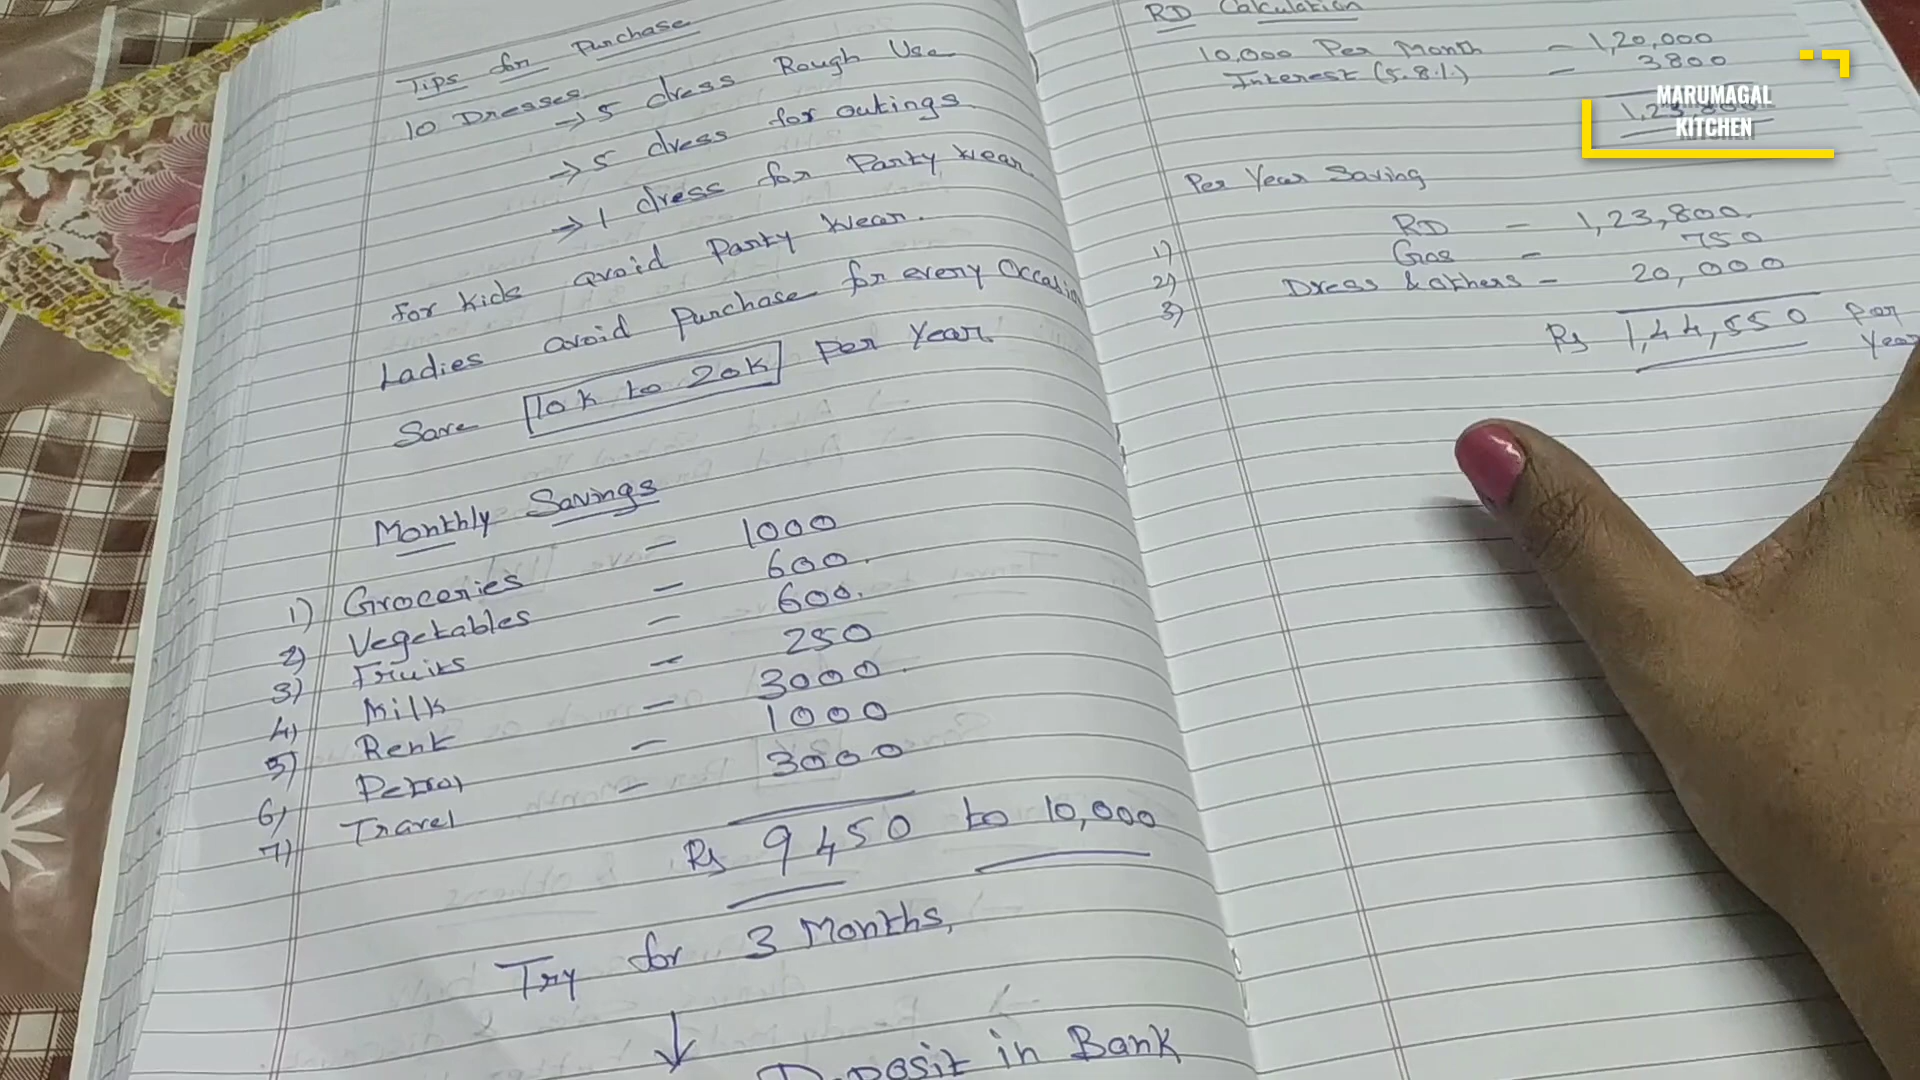 Tips for Purchase
10 Dresses
→ 5 dress Rough Use
→ 5 dress for outings
→ 1 dress for Party wear
For kids avoid Party wear.
Ladies avoid Purchase for every Occasion
Save 10K to 20K per Year
Monthly Savings
1) Groceries - 1000
2) Vegetables - 600.
3) Fruits - 600.
4) Milk - 250
5) Rent - 3000.
6) Petrol - 1000
7) Travel - 3000
Rs 9450 to 10,000
Try for 3 Months,
↓
Deposit in Bank
RD Calculation
10,000 Per Month - 1,20,000
Interest (5.8%) - 3800
1,23,800
Per Year Saving
1) RD - 1,23,800.
2) Gas - 750
3) Dress & others - 20,000
Rs 1,44,550 per Year
MARUMAGAL
KITCHEN